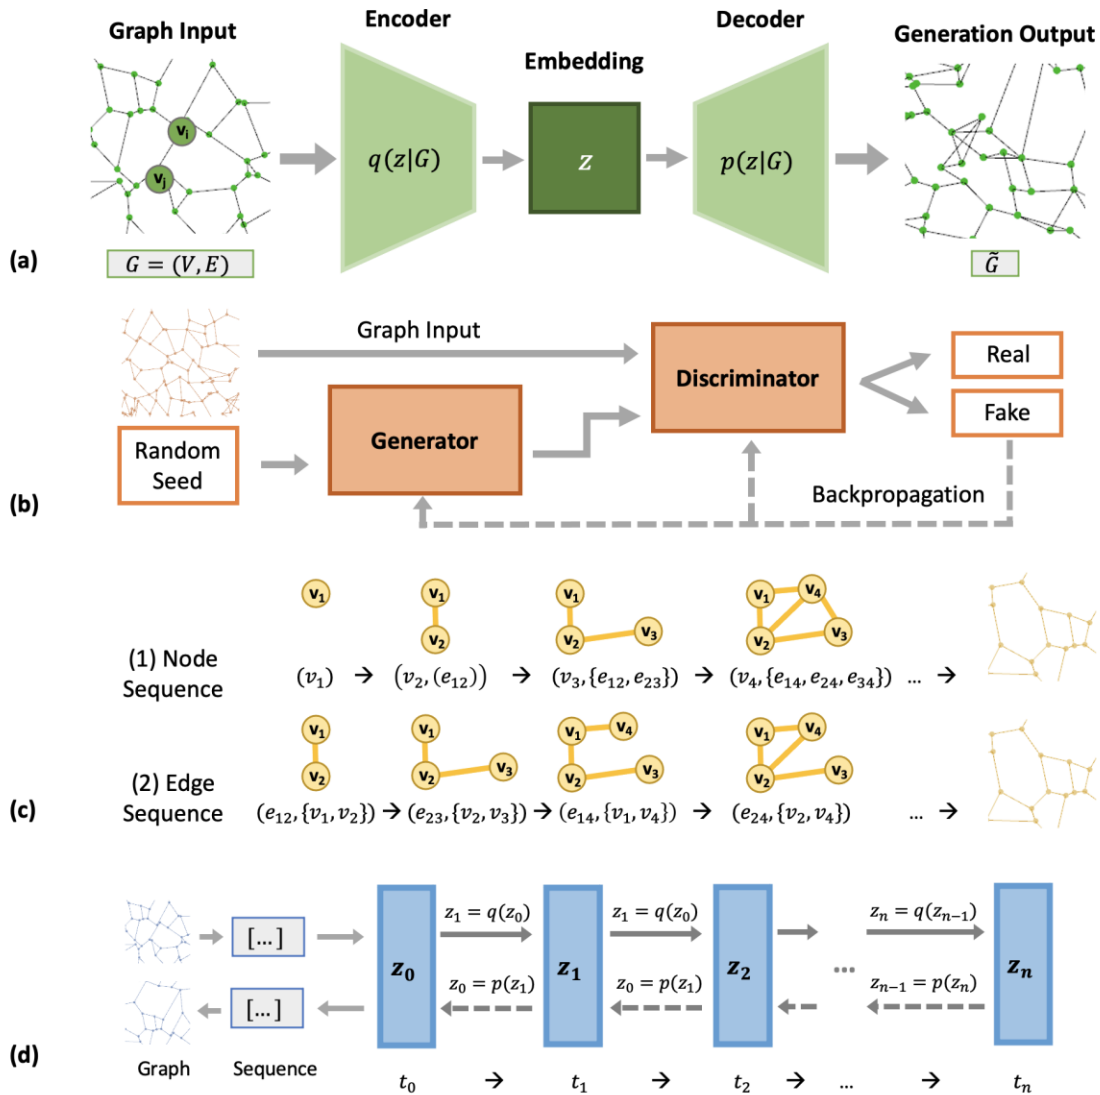 Graph Input
Encoder
Embedding
Decoder
Generation Output
v_i
v_j
q(z|G)
z
p(z|G)
(a)
G = (V, E)
G̃
Graph Input
Discriminator
Real
Fake
Generator
Random
Seed
Backpropagation
(b)
v₁
v₁
v₂
v₁
v₂
v₃
v₁
v₄
v₂
v₃
(1) Node
Sequence
(v₁) → (v₂, (e₁₂)) → (v₃, {e₁₂, e₂₃}) → (v₄, {e₁₄, e₂₄, e₃₄}) ... →
v₁
v₂
v₁
v₂
v₃
v₁
v₄
v₂
v₃
v₁
v₄
v₂
v₃
(2) Edge
Sequence
(c)
(e₁₂, {v₁, v₂}) → (e₂₃, {v₂, v₃}) → (e₁₄, {v₁, v₄}) → (e₂₄, {v₂, v₄}) ... →
[...]
[...]
z₀
z₁ = q(z₀)
z₀ = p(z₁)
z₁
z₁ = q(z₀)
z₀ = p(z₁)
z₂
...
zₙ = q(zₙ₋₁)
zₙ₋₁ = p(zₙ)
zₙ
(d)
Graph
Sequence
t₀ → t₁ → t₂ → ... → tₙ